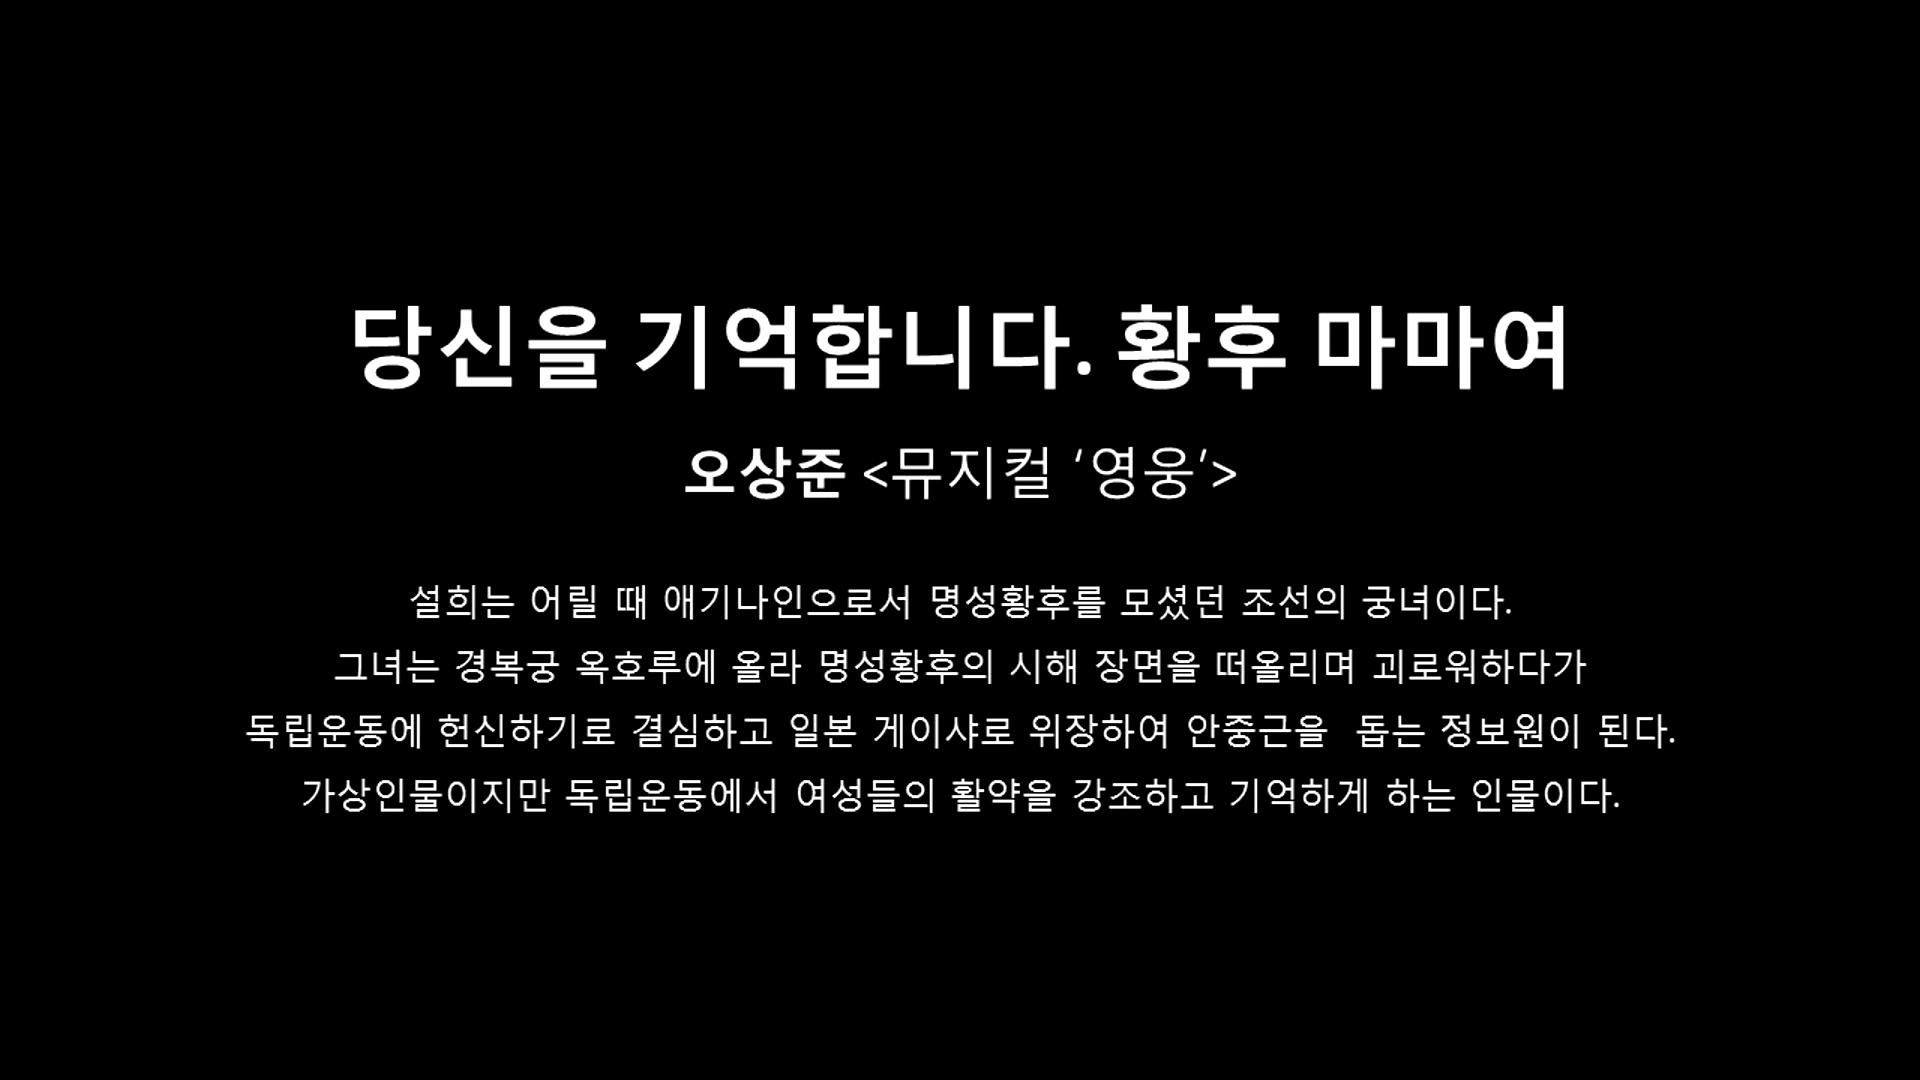 당신을 기억합니다. 황후 마마여
오상준 <뮤지컬 ‘영웅’>
설희는 어릴 때 애기나인으로서 명성황후를 모셨던 조선의 궁녀이다.
그녀는 경복궁 옥호루에 올라 명성황후의 시해 장면을 떠올리며 괴로워하다가
독립운동에 헌신하기로 결심하고 일본 게이샤로 위장하여 안중근을  돕는 정보원이 된다.
가상인물이지만 독립운동에서 여성들의 활약을 강조하고 기억하게 하는 인물이다.